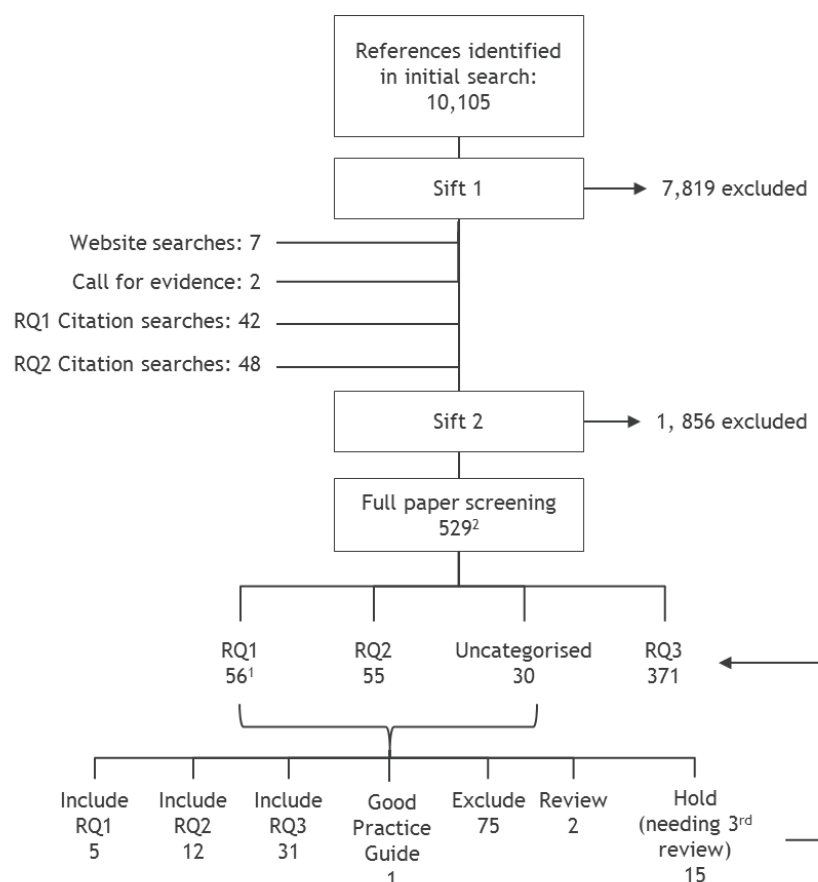 References identified
in initial search:
10,105
Sift 1
7,819 excluded
Website searches: 7
Call for evidence: 2
RQ1 Citation searches: 42
RQ2 Citation searches: 48
Sift 2
1, 856 excluded
Full paper screening
529²
RQ1
56¹
RQ2
55
Uncategorised
30
RQ3
371
Include
RQ1
5
Include
RQ2
12
Include
RQ3
31
Good
Practice
Guide
1
Exclude
75
Review
2
Hold
(needing 3rd
review)
15